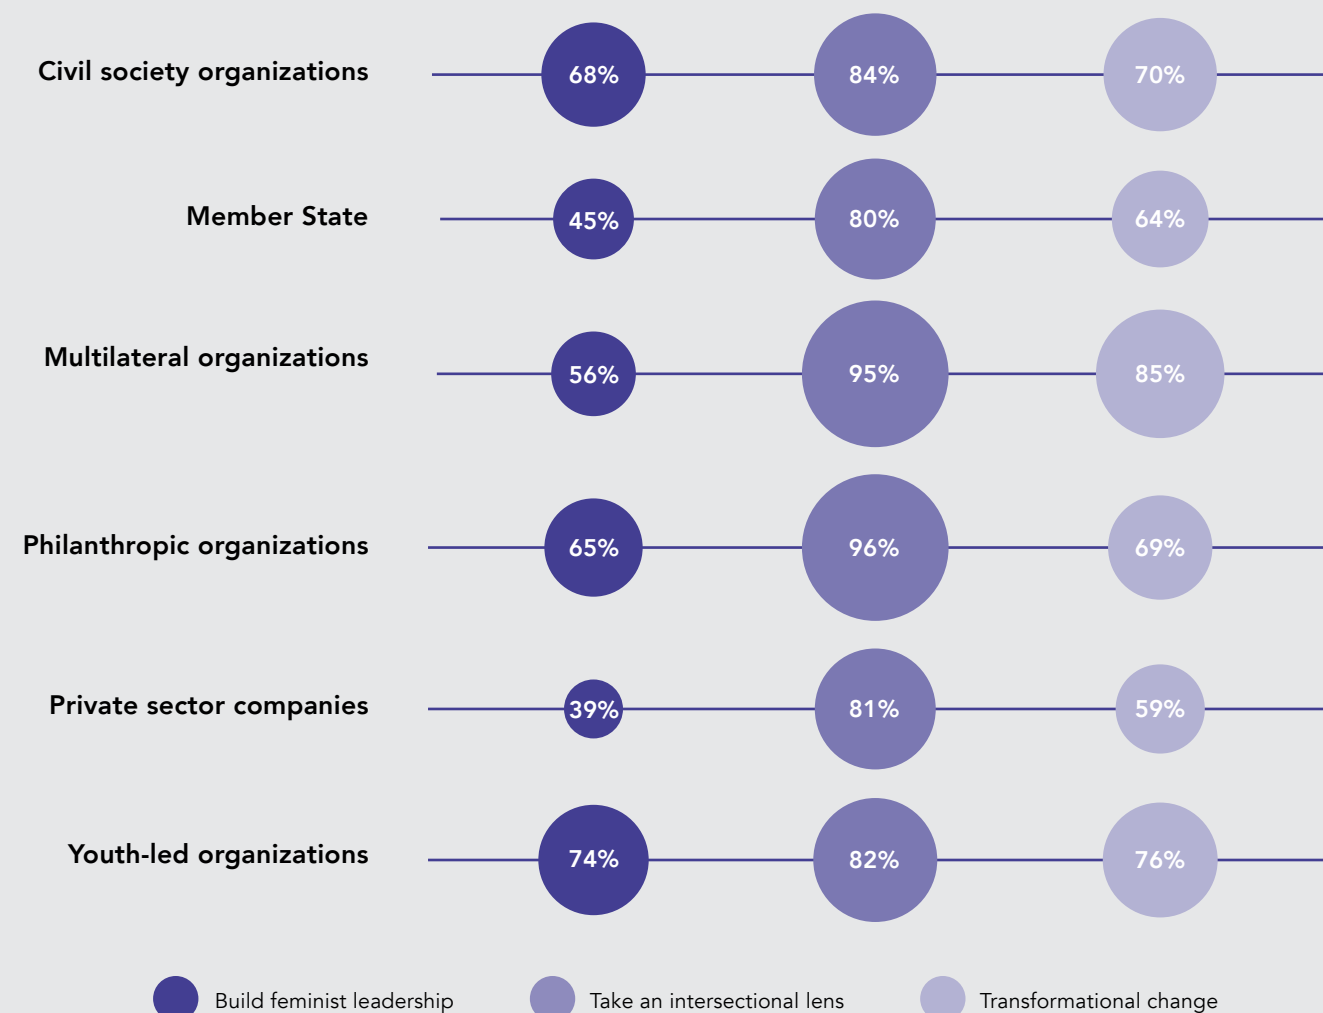 Civil society organizations 68% 84% 70%
Member State 45% 80% 64%
Multilateral organizations 56% 95% 85%
Philanthropic organizations 65% 96% 69%
Private sector companies 39% 81% 59%
Youth-led organizations 74% 82% 76%
Build feminist leadership Take an intersectional lens Transformational change